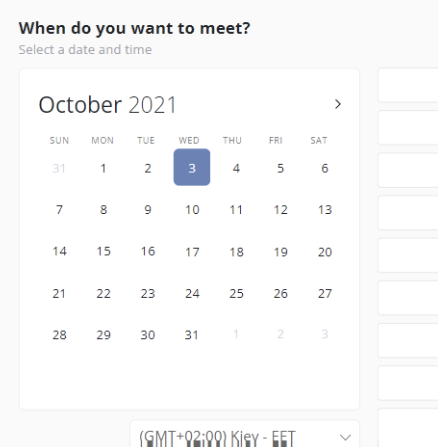 When do you want to meet?
Select a date and time
October 2021
SUN MON TUE WED THU FRI SAT
31 1 2 3 4 5 6
7 8 9 10 11 12 13
14 15 16 17 18 19 20
21 22 23 24 25 26 27
28 29 30 31 1 2 3
(GMT+02:00) Kiev - EET